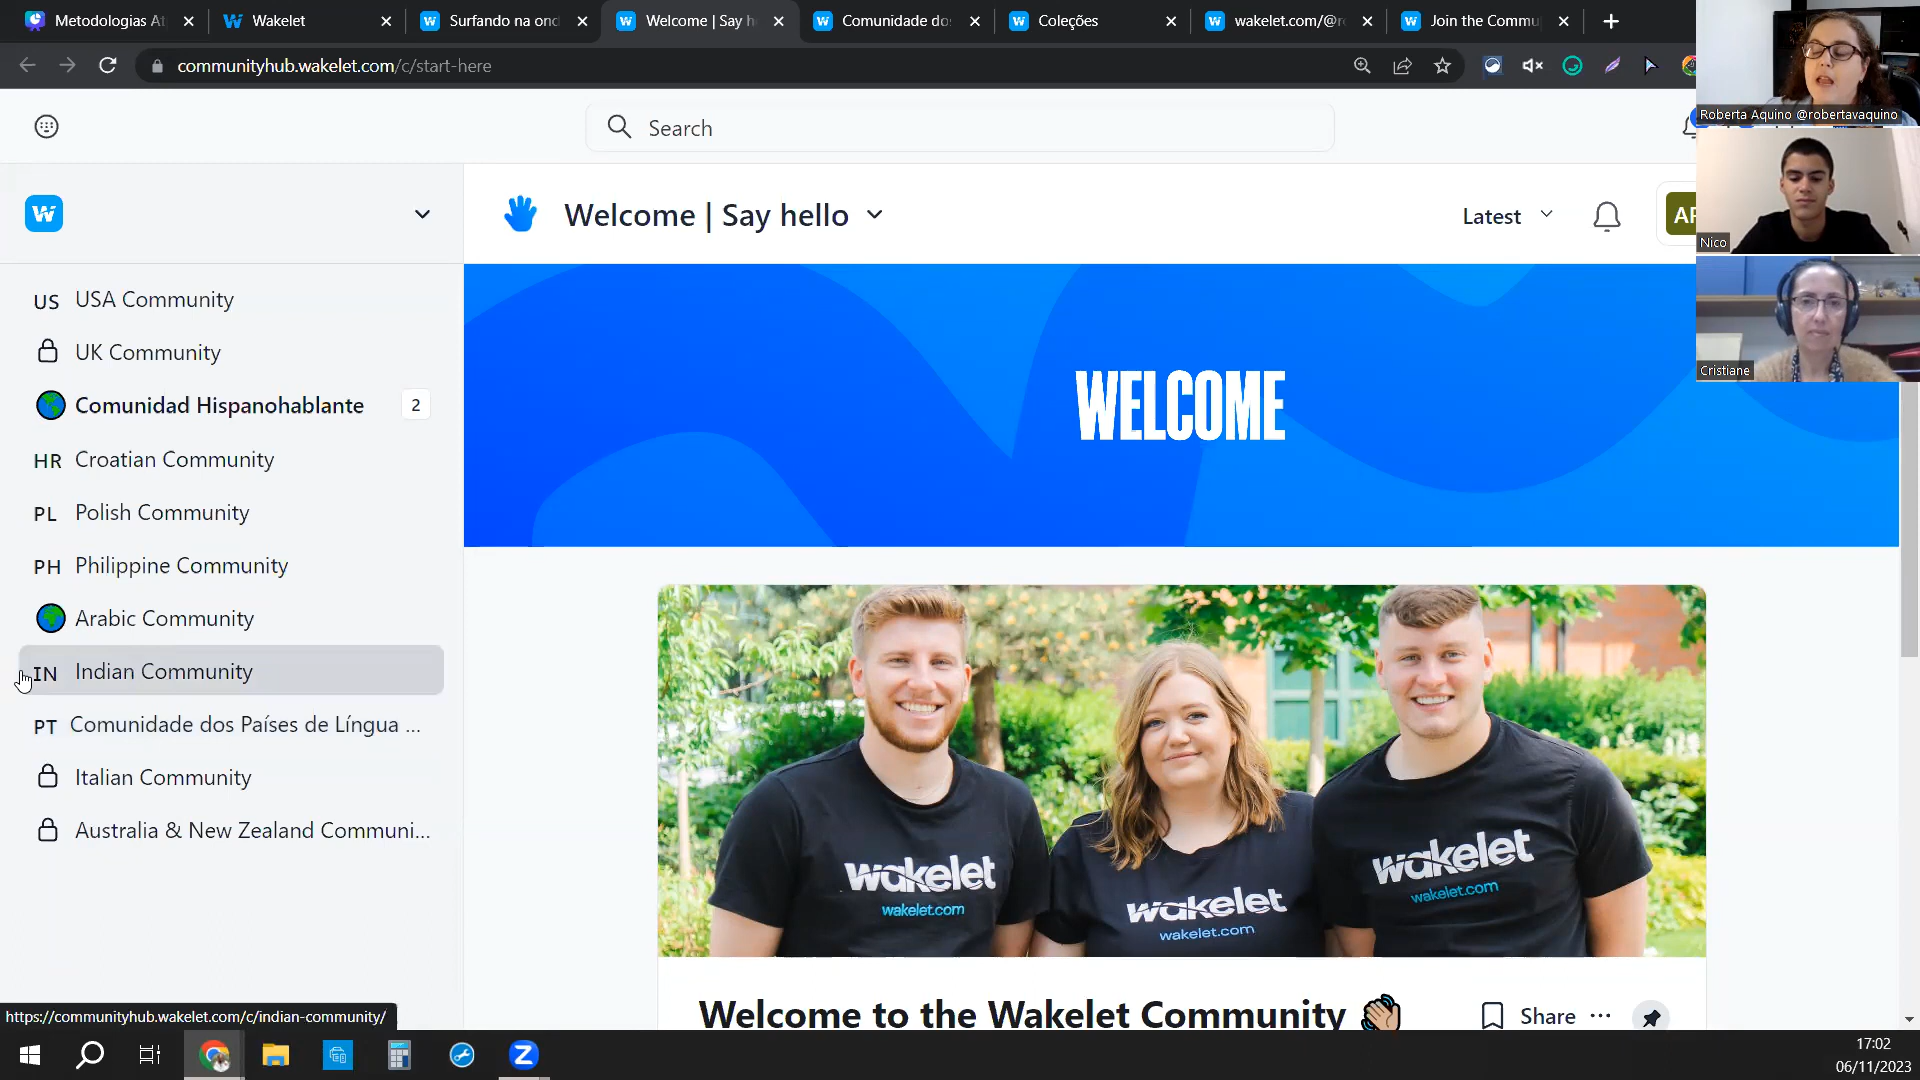 Metodologias At
Wakelet
Surfando na ond
Welcome | Say h
Comunidade dos
Coleções
wakelet.com/@r
Join the Commu
communityhub.wakelet.com/c/start-here
Search
Roberta Aquino @robertavaquino
Nico
Cristiane
W
Welcome | Say hello
Latest
AF
US USA Community
UK Community
Comunidad Hispanohablante 2
HR Croatian Community
PL Polish Community
PH Philippine Community
Arabic Community
IN Indian Community
PT Comunidade dos Países de Língua ...
Italian Community
Australia & New Zealand Communi...
WELCOME
wakelet
wakelet.com
wakelet
wakelet.com
wakelet
wakelet.com
Welcome to the Wakelet Community
Share ...
https://communityhub.wakelet.com/c/indian-community/
17:02
06/11/2023